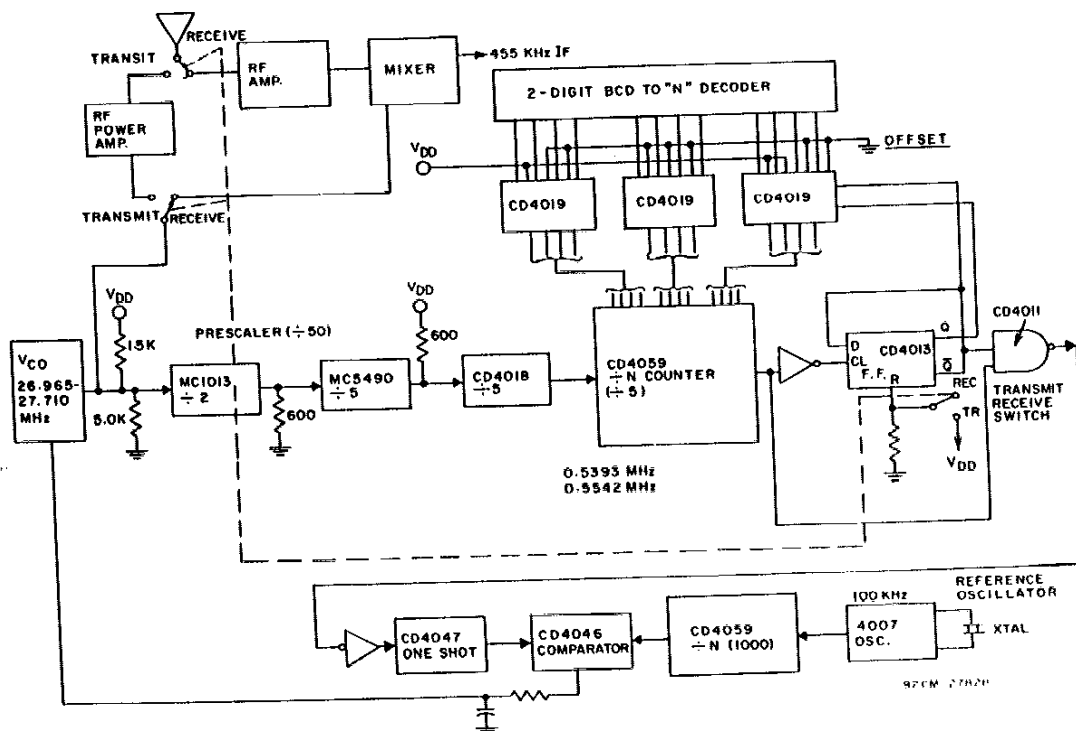 RECEIVE
TRANSIT
RF AMP.
MIXER
455 KHz IF
RF POWER AMP.
2-DIGIT BCD TO "N" DECODER
VDD
OFFSET
CD4019
CD4019
CD4019
TRANSMIT
RECEIVE
VDD
1.5K
PRESCALER (÷50)
VDD
600
VCO
26.965-
27.710
MHz
5.0K
MC1013
÷2
600
MC5490
÷5
CD4018
÷5
CD4059
÷N COUNTER
(÷5)
D
Q
CL
CD4013
F.F.
R
Q̅
CD4011
REC
TR
VDD
TRANSMIT
RECEIVE
SWITCH
0.5393 MHz
0.5542 MHz
CD4047
ONE SHOT
CD4046
COMPARATOR
CD4059
÷N (1000)
100 KHz
4007
OSC.
REFERENCE
OSCILLATOR
XTAL